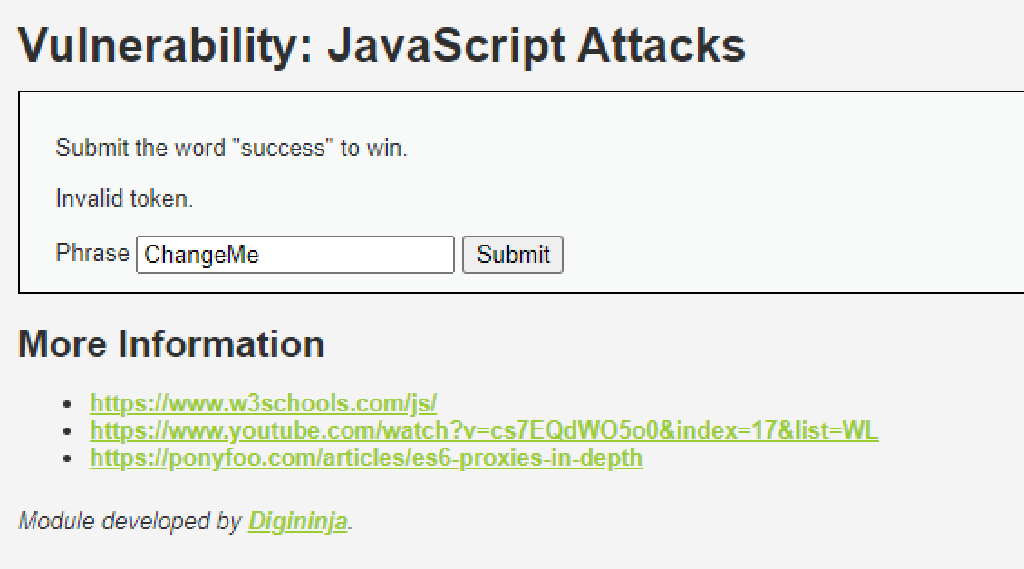 Vulnerability: JavaScript Attacks
Submit the word "success" to win.
Invalid token.
Phrase ChangeMe Submit
More Information
https://www.w3schools.com/js/
https://www.youtube.com/watch?v=cs7EQdWO5o0&index=17&list=WL
https://ponyfoo.com/articles/es6-proxies-in-depth
Module developed by Digininja.